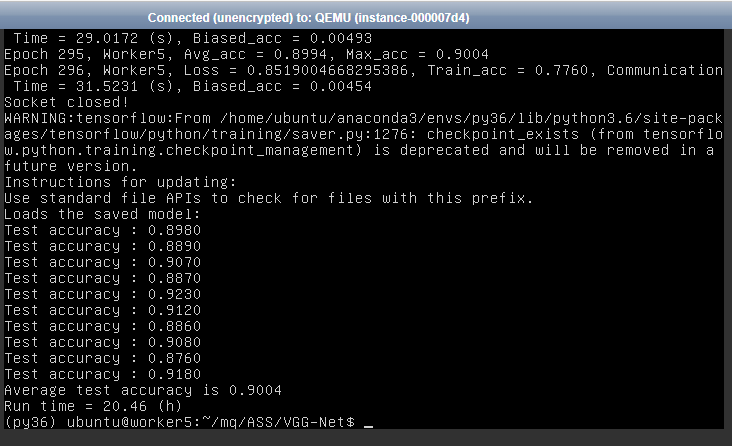 Connected (unencrypted) to: QEMU (instance-000007d4)
Time = 29.0172 (s), Biased_acc = 0.00493
Epoch 295, Worker5, Avg_acc = 0.8994, Max_acc = 0.9004
Epoch 296, Worker5, Loss = 0.8519004668295386, Train_acc = 0.7760, Communication
Time = 31.5231 (s), Biased_acc = 0.00454
Socket closed!
WARNING:tensorflow:From /home/ubuntu/anaconda3/envs/py36/lib/python3.6/site-pack
ages/tensorflow/python/training/saver.py:1276: checkpoint_exists (from tensorflo
w.python.training.checkpoint_management) is deprecated and will be removed in a
future version.
Instructions for updating:
Use standard file APIs to check for files with this prefix.
Loads the saved model:
Test accuracy : 0.8980
Test accuracy : 0.8890
Test accuracy : 0.9070
Test accuracy : 0.8870
Test accuracy : 0.9230
Test accuracy : 0.9120
Test accuracy : 0.8860
Test accuracy : 0.9080
Test accuracy : 0.8760
Test accuracy : 0.9180
Average test accuracy is 0.9004
Run time = 20.46 (h)
(py36) ubuntu@worker5:~/mq/ASS/VGG-Net$ _